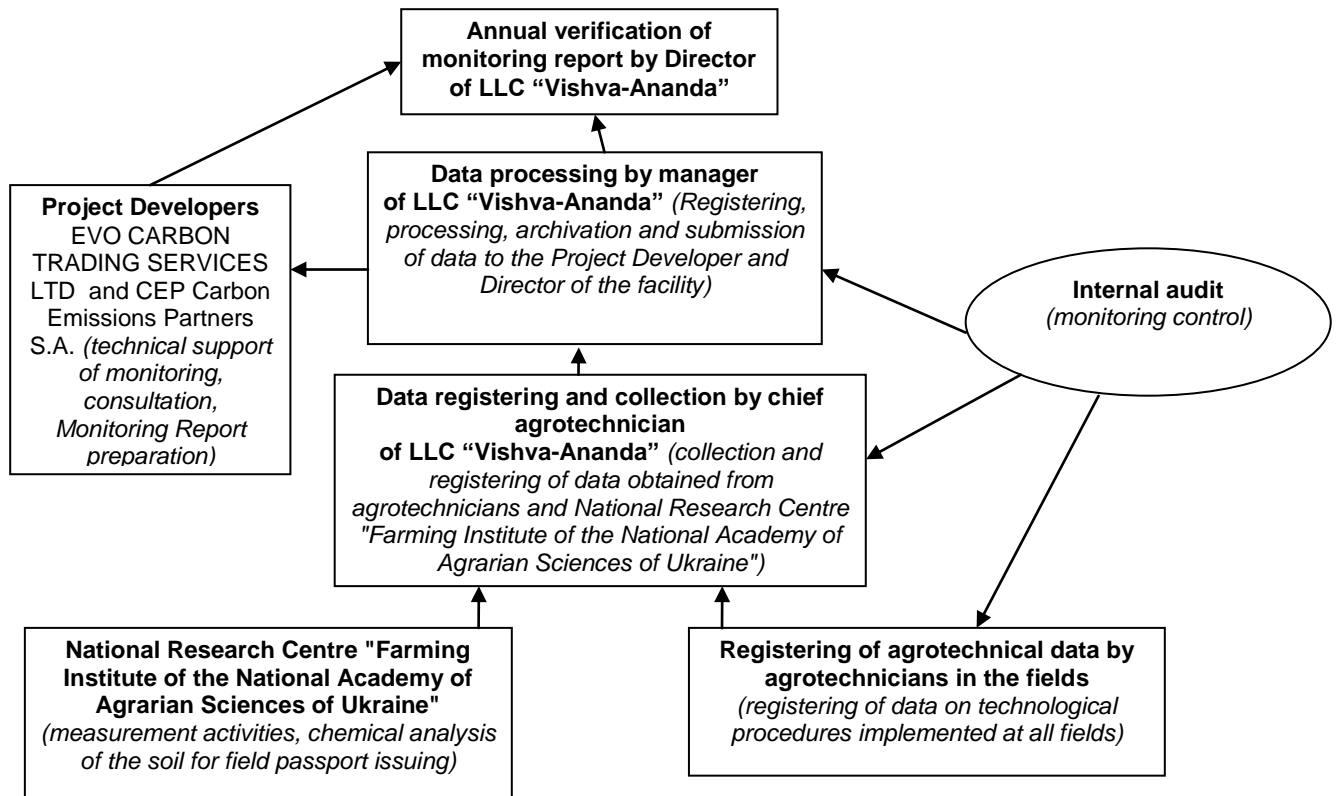 Annual verification of
monitoring report by Director
of LLC “Vishva-Ananda”
Data processing by manager
of LLC “Vishva-Ananda” (Registering,
processing, archivation and submission
of data to the Project Developer and
Director of the facility)
Project Developers
EVO CARBON
TRADING SERVICES
LTD and CEP Carbon
Emissions Partners
S.A. (technical support
of monitoring,
consultation,
Monitoring Report
preparation)
Internal audit
(monitoring control)
Data registering and collection by chief
agrotechnician
of LLC “Vishva-Ananda” (collection and
registering of data obtained from
agrotechnicians and National Research Centre
"Farming Institute of the National Academy of
Agrarian Sciences of Ukraine")
National Research Centre "Farming
Institute of the National Academy of
Agrarian Sciences of Ukraine"
(measurement activities, chemical analysis
of the soil for field passport issuing)
Registering of agrotechnical data by
agrotechnicians in the fields
(registering of data on technological
procedures implemented at all fields)